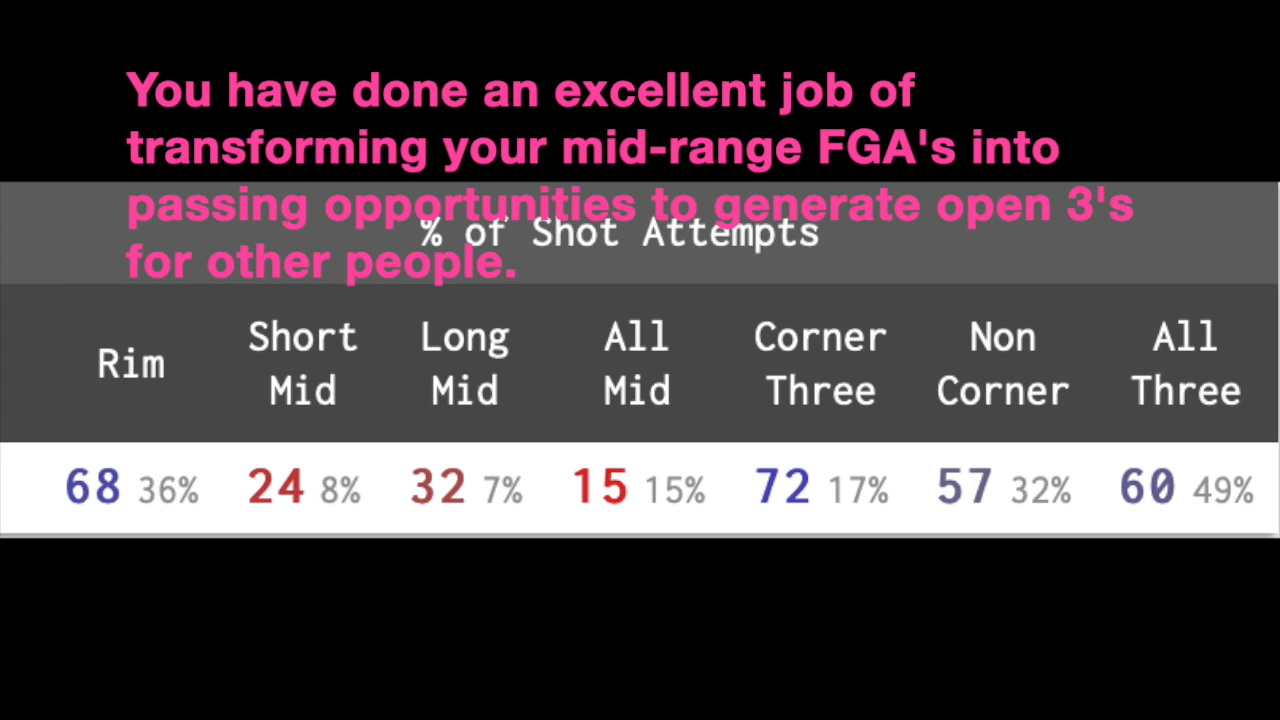 You have done an excellent job of
transforming your mid-range FGA's into
passing opportunities to generate open 3's
for other people.
% of Shot Attempts
Rim Short Mid Long Mid All Mid Corner Three Non Corner All Three
68 36% 24 8% 32 7% 15 15% 72 17% 57 32% 60 49%